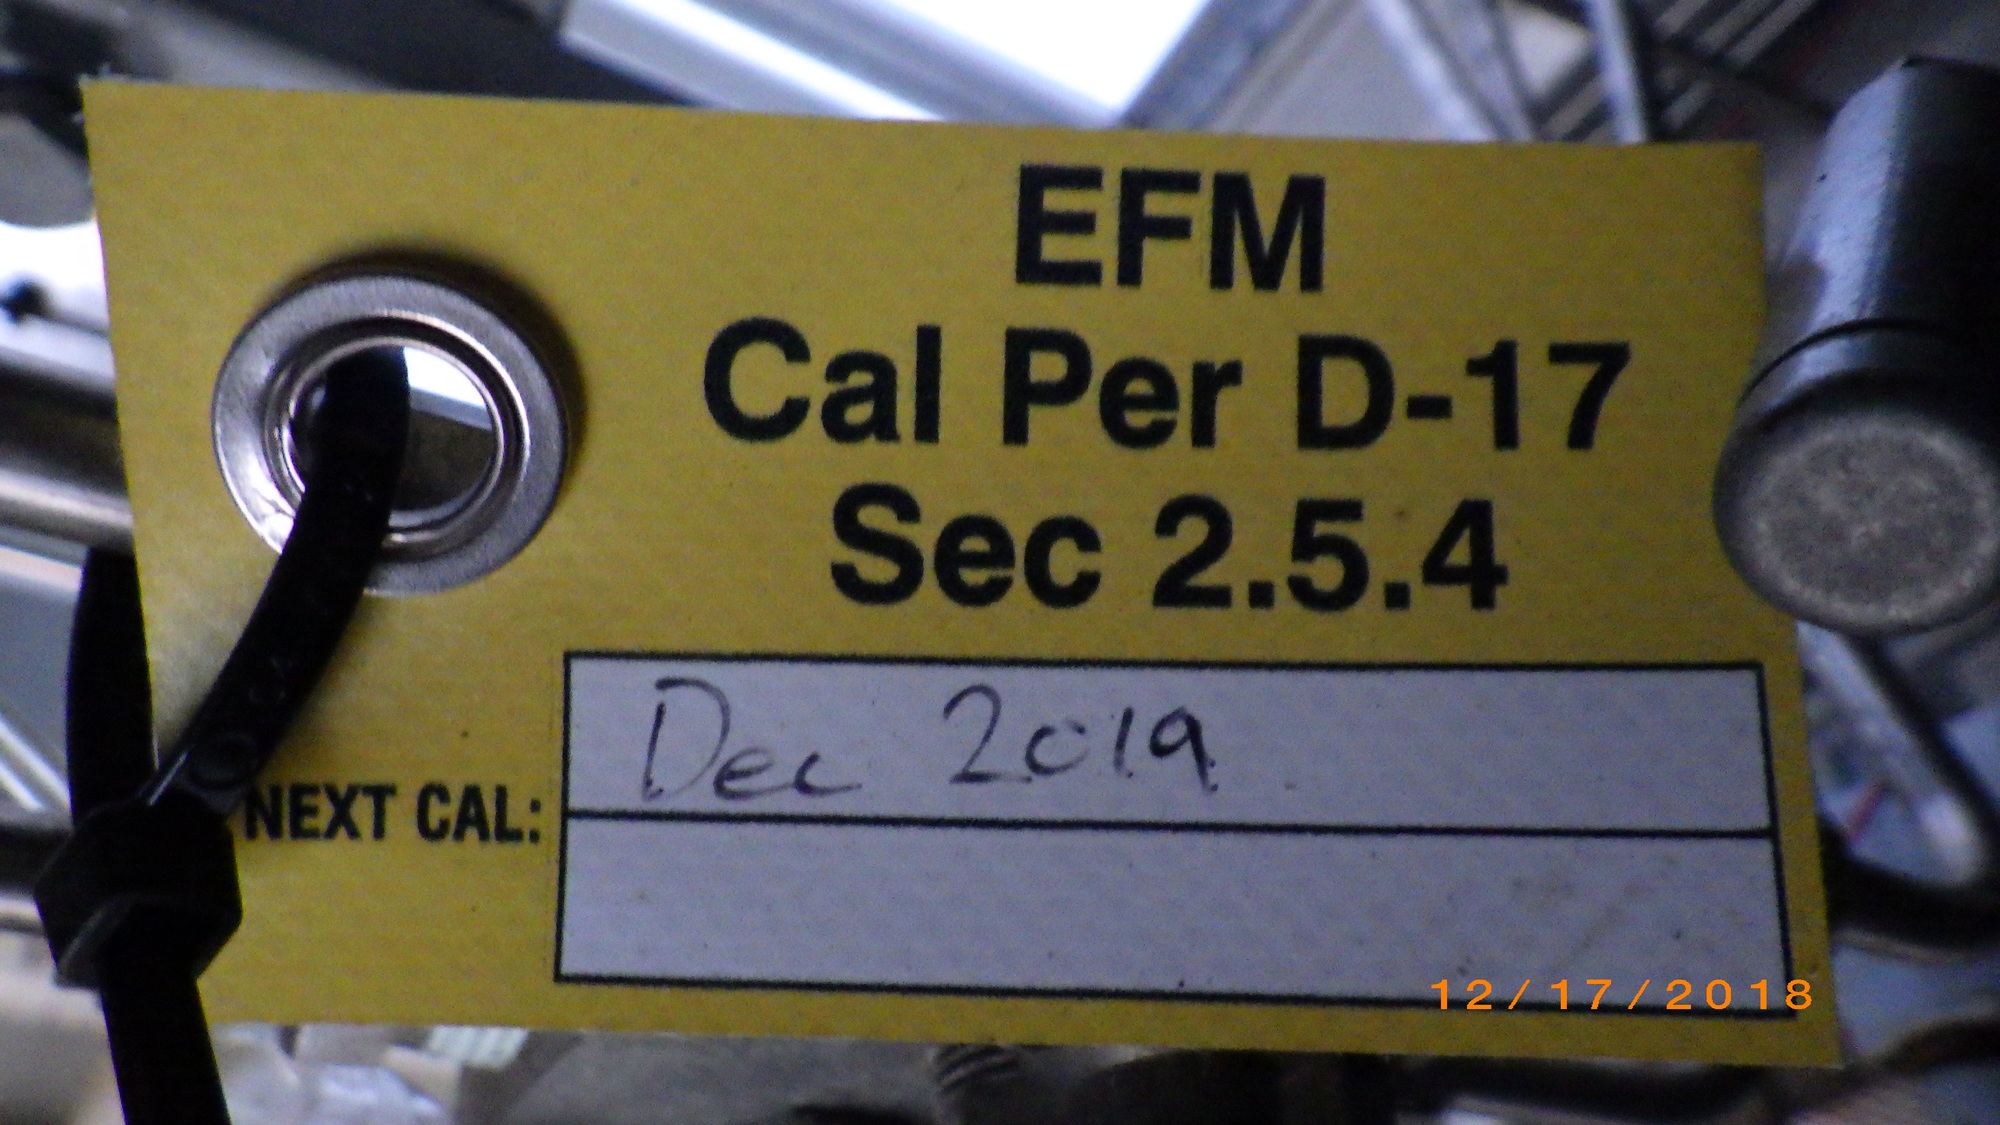 EFM
Cal Per D-17
Sec 2.5.4
NEXT CAL: Dec 2019
12/17/2018